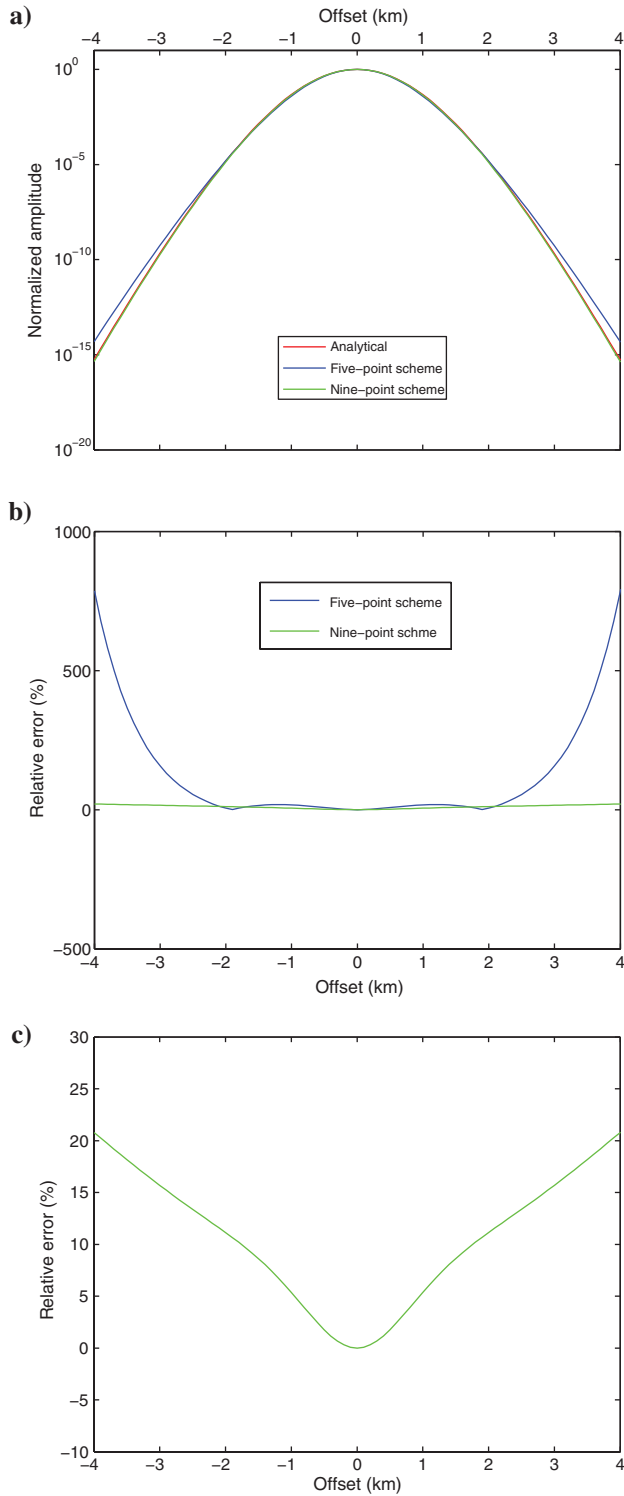 a)
Offset (km)
−4 −3 −2 −1 0 1 2 3 4
10^0
10^−5
10^−10
10^−15
10^−20
Normalized amplitude
Analytical
Five−point scheme
Nine−point scheme
b)
1000
500
0
−500
Relative error (%)
Five−point scheme
Nine−point schme
−4 −3 −2 −1 0 1 2 3 4
Offset (km)
c)
30
25
20
15
10
5
0
−5
−10
Relative error (%)
−4 −3 −2 −1 0 1 2 3 4
Offset (km)